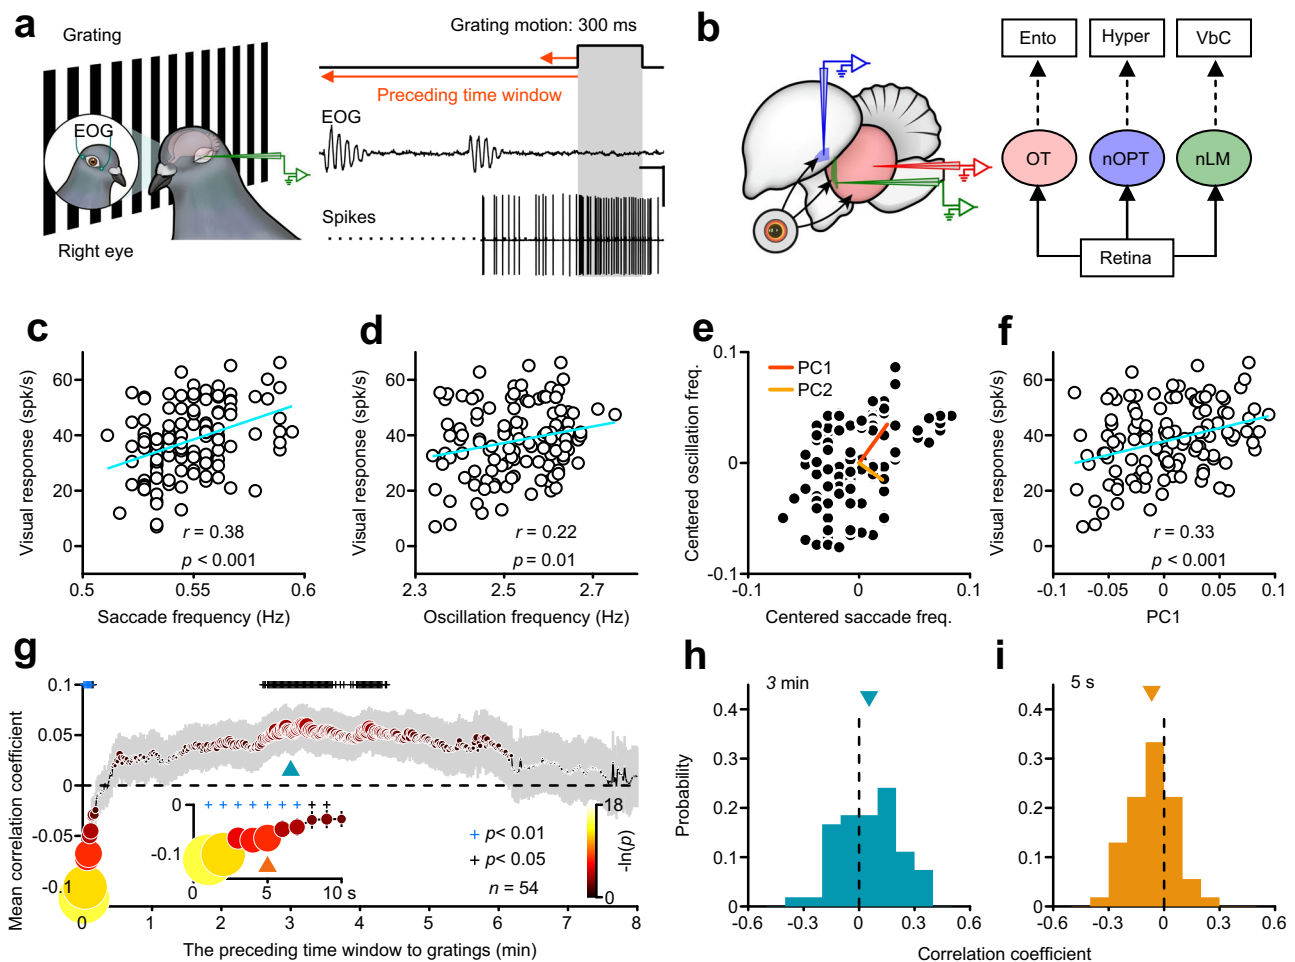 a
Grating
Grating motion: 300 ms
Preceding time window
EOG
EOG
Spikes
Right eye
b
Ento
Hyper
VbC
OT
nOPT
nLM
Retina
c
Visual response (spk/s)
60
40
20
0
r = 0.38
p < 0.001
0.5
0.55
0.6
Saccade frequency (Hz)
d
Visual response (spk/s)
60
40
20
0
r = 0.22
p = 0.01
2.3
2.5
2.7
Oscillation frequency (Hz)
e
Centered oscillation freq.
0.1
0
-0.1
PC1
PC2
-0.1
0
0.1
Centered saccade freq.
f
Visual response (spk/s)
60
40
20
0
r = 0.33
p < 0.001
-0.1
-0.05
0
0.05
0.1
PC1
g
Mean correlation coefficient
0.1
0.05
0
-0.05
-0.1
0
-0.1
0
5
10 s
+ p< 0.01
+ p< 0.05
n = 54
18
-ln(p)
0
0
1
2
3
4
5
6
7
8
The preceding time window to gratings (min)
h
3 min
Probability
0.4
0.3
0.2
0.1
0
-0.6
-0.3
0
0.3
0.6
i
5 s
0.4
0.3
0.2
0.1
0
-0.6
-0.3
0
0.3
0.6
Correlation coefficient